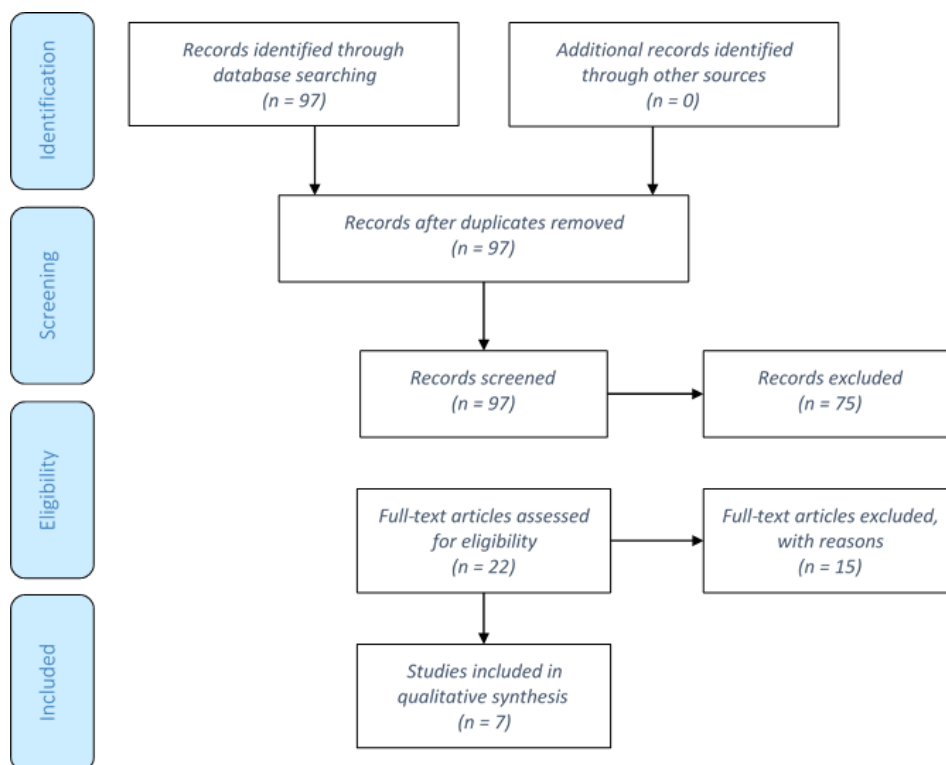 Identification
Records identified through
database searching
(n = 97)
Additional records identified
through other sources
(n = 0)
Screening
Records after duplicates removed
(n = 97)
Records screened
(n = 97)
Records excluded
(n = 75)
Eligibility
Full-text articles assessed
for eligibility
(n = 22)
Full-text articles excluded,
with reasons
(n = 15)
Included
Studies included in
qualitative synthesis
(n = 7)